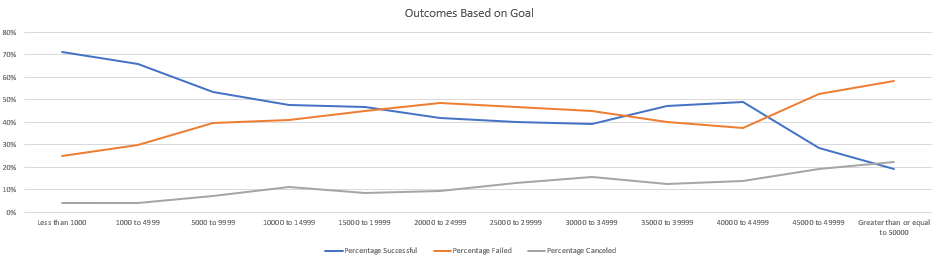 Outcomes Based on Goal
80%
70%
60%
50%
40%
30%
20%
10%
0%
Less than 1000
1000 to 4999
5000 to 9999
10000 to 14999
15000 to 19999
20000 to 24999
25000 to 29999
30000 to 34999
35000 to 39999
40000 to 44999
45000 to 49999
Greater than or equal
to 50000
Percentage Successful
Percentage Failed
Percentage Canceled